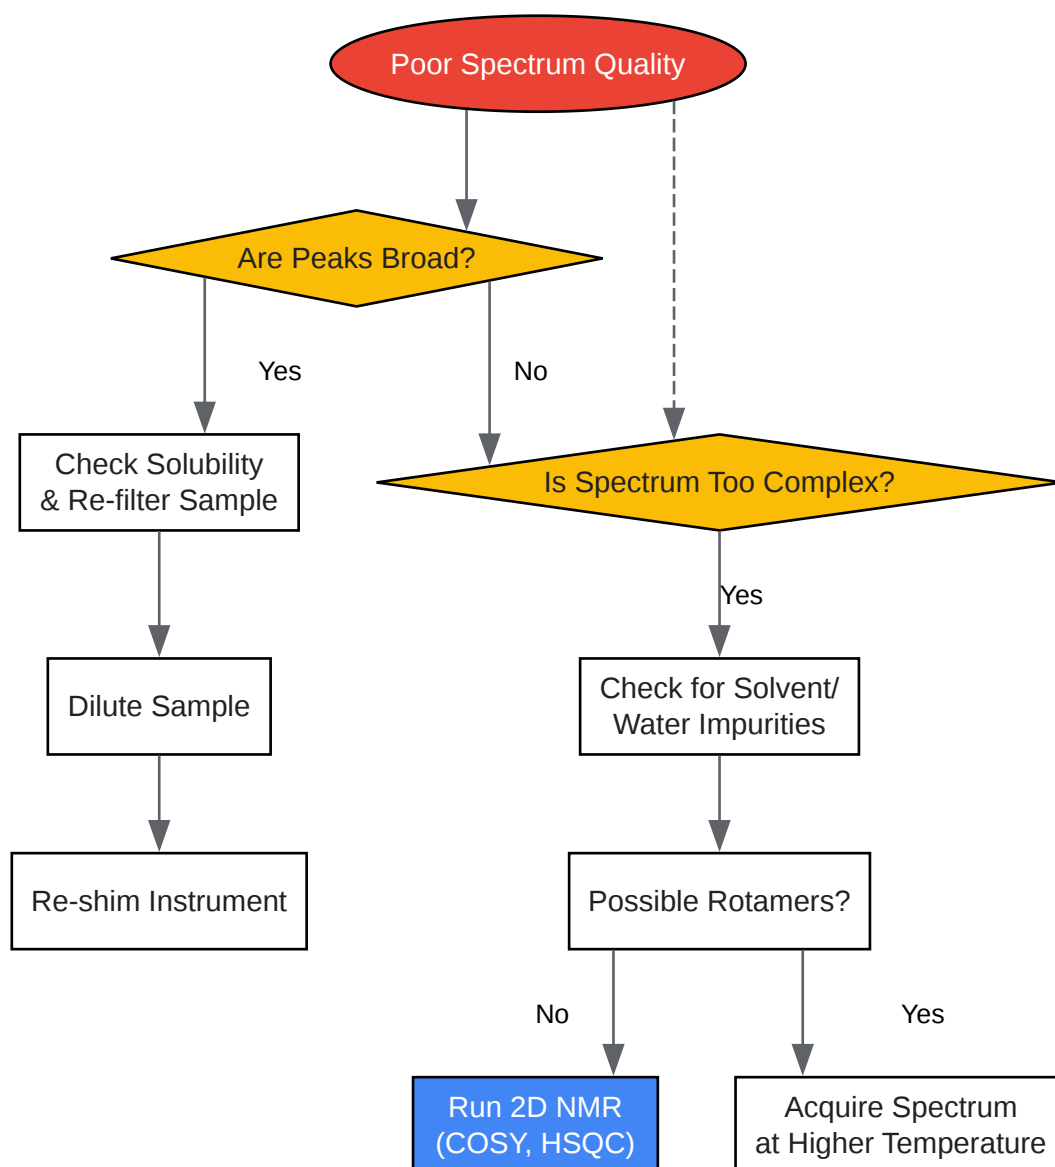 Poor Spectrum Quality
Are Peaks Broad?
Yes
No
Check Solubility
& Re-filter Sample
Is Spectrum Too Complex?
Yes
Dilute Sample
Check for Solvent/
Water Impurities
Re-shim Instrument
Possible Rotamers?
No
Yes
Run 2D NMR
(COSY, HSQC)
Acquire Spectrum
at Higher Temperature